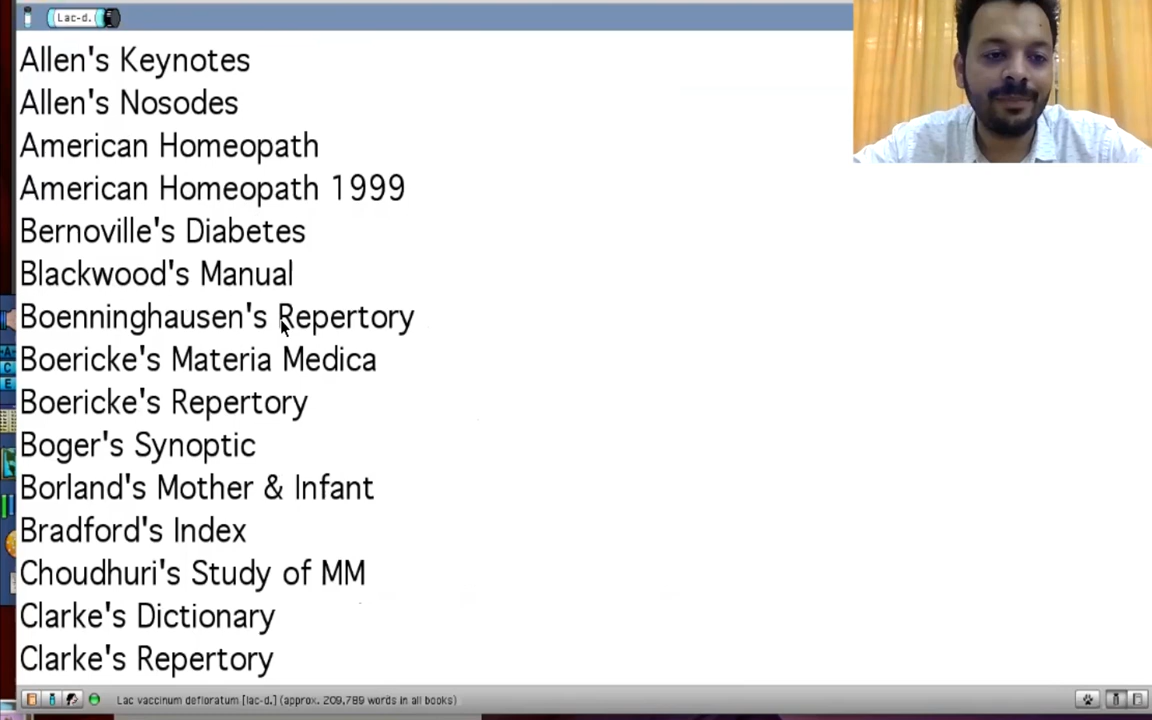 Lac-d.
Allen's Keynotes
Allen's Nosodes
American Homeopath
American Homeopath 1999
Bernoville's Diabetes
Blackwood's Manual
Boenninghausen's Repertory
Boericke's Materia Medica
Boericke's Repertory
Boger's Synoptic
Borland's Mother & Infant
Bradford's Index
Choudhuri's Study of MM
Clarke's Dictionary
Clarke's Repertory
A
C
E
Lac vaccinum defloratum [lac-d.] (approx. 209,789 words in all books)